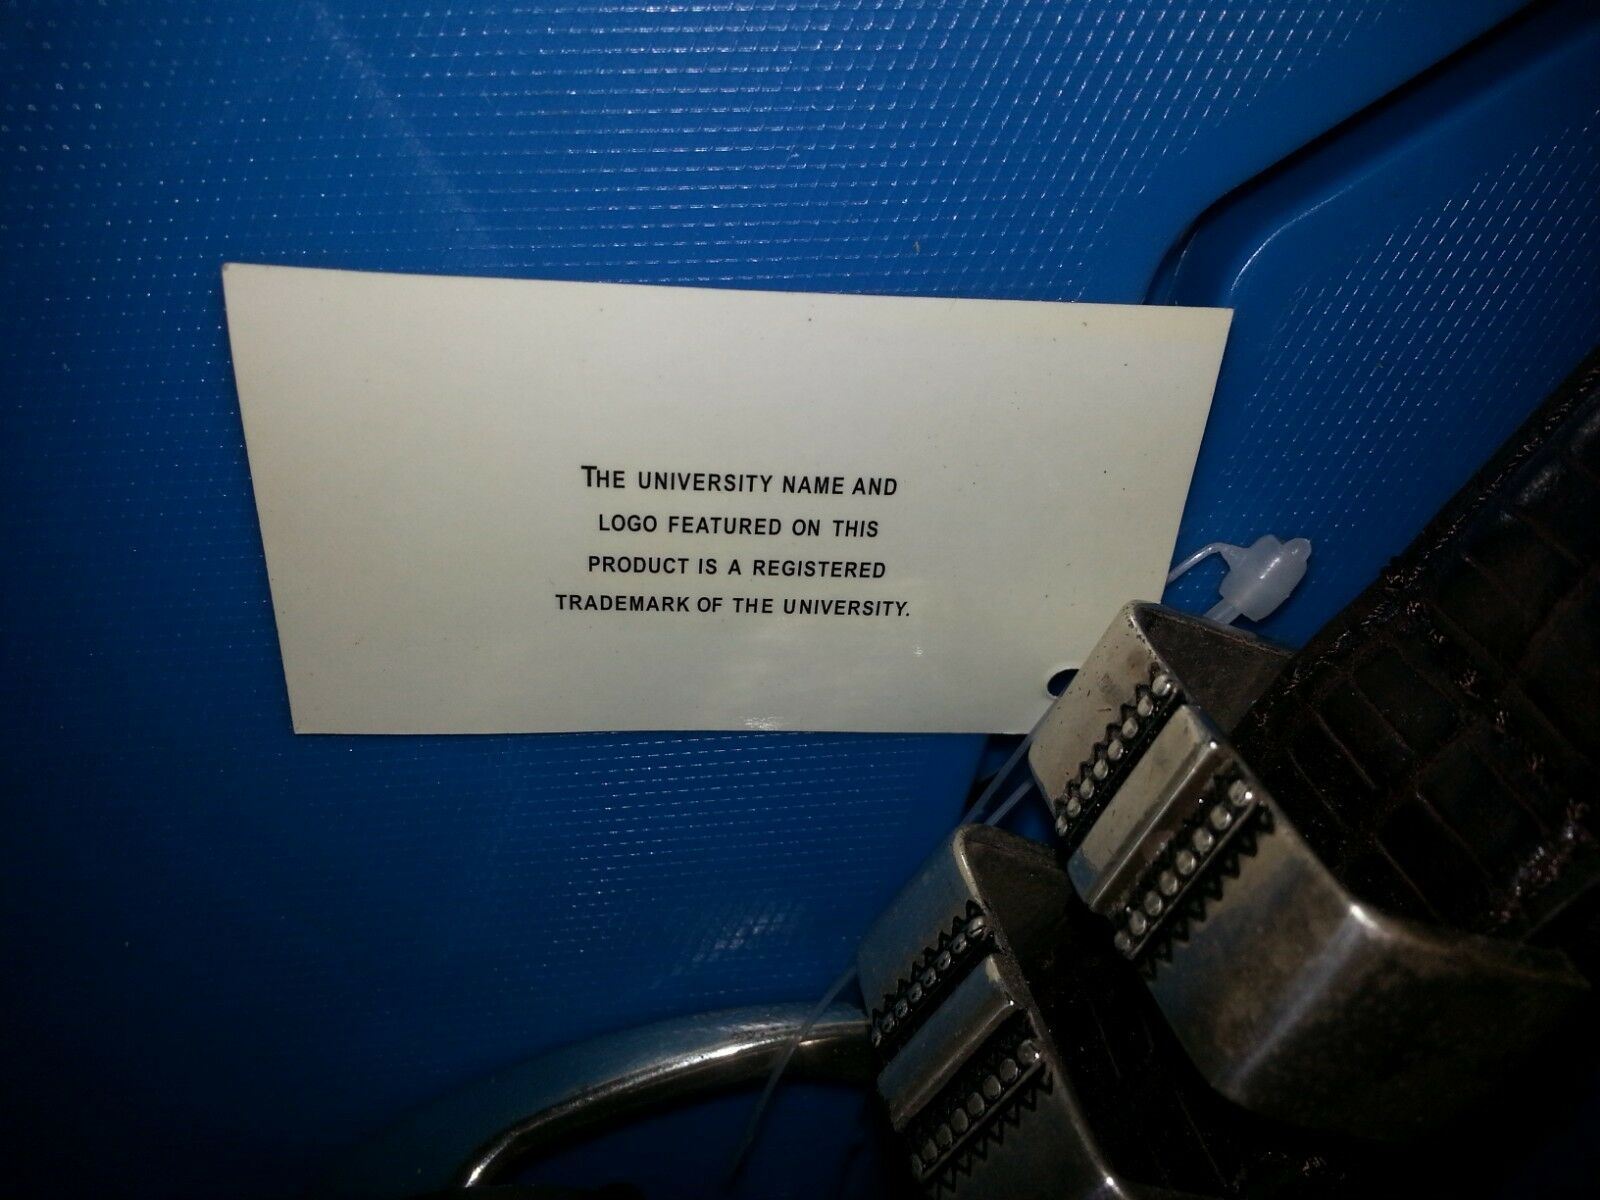 THE UNIVERSITY NAME AND
LOGO FEATURED ON THIS
PRODUCT IS A REGISTERED
TRADEMARK OF THE UNIVERSITY.